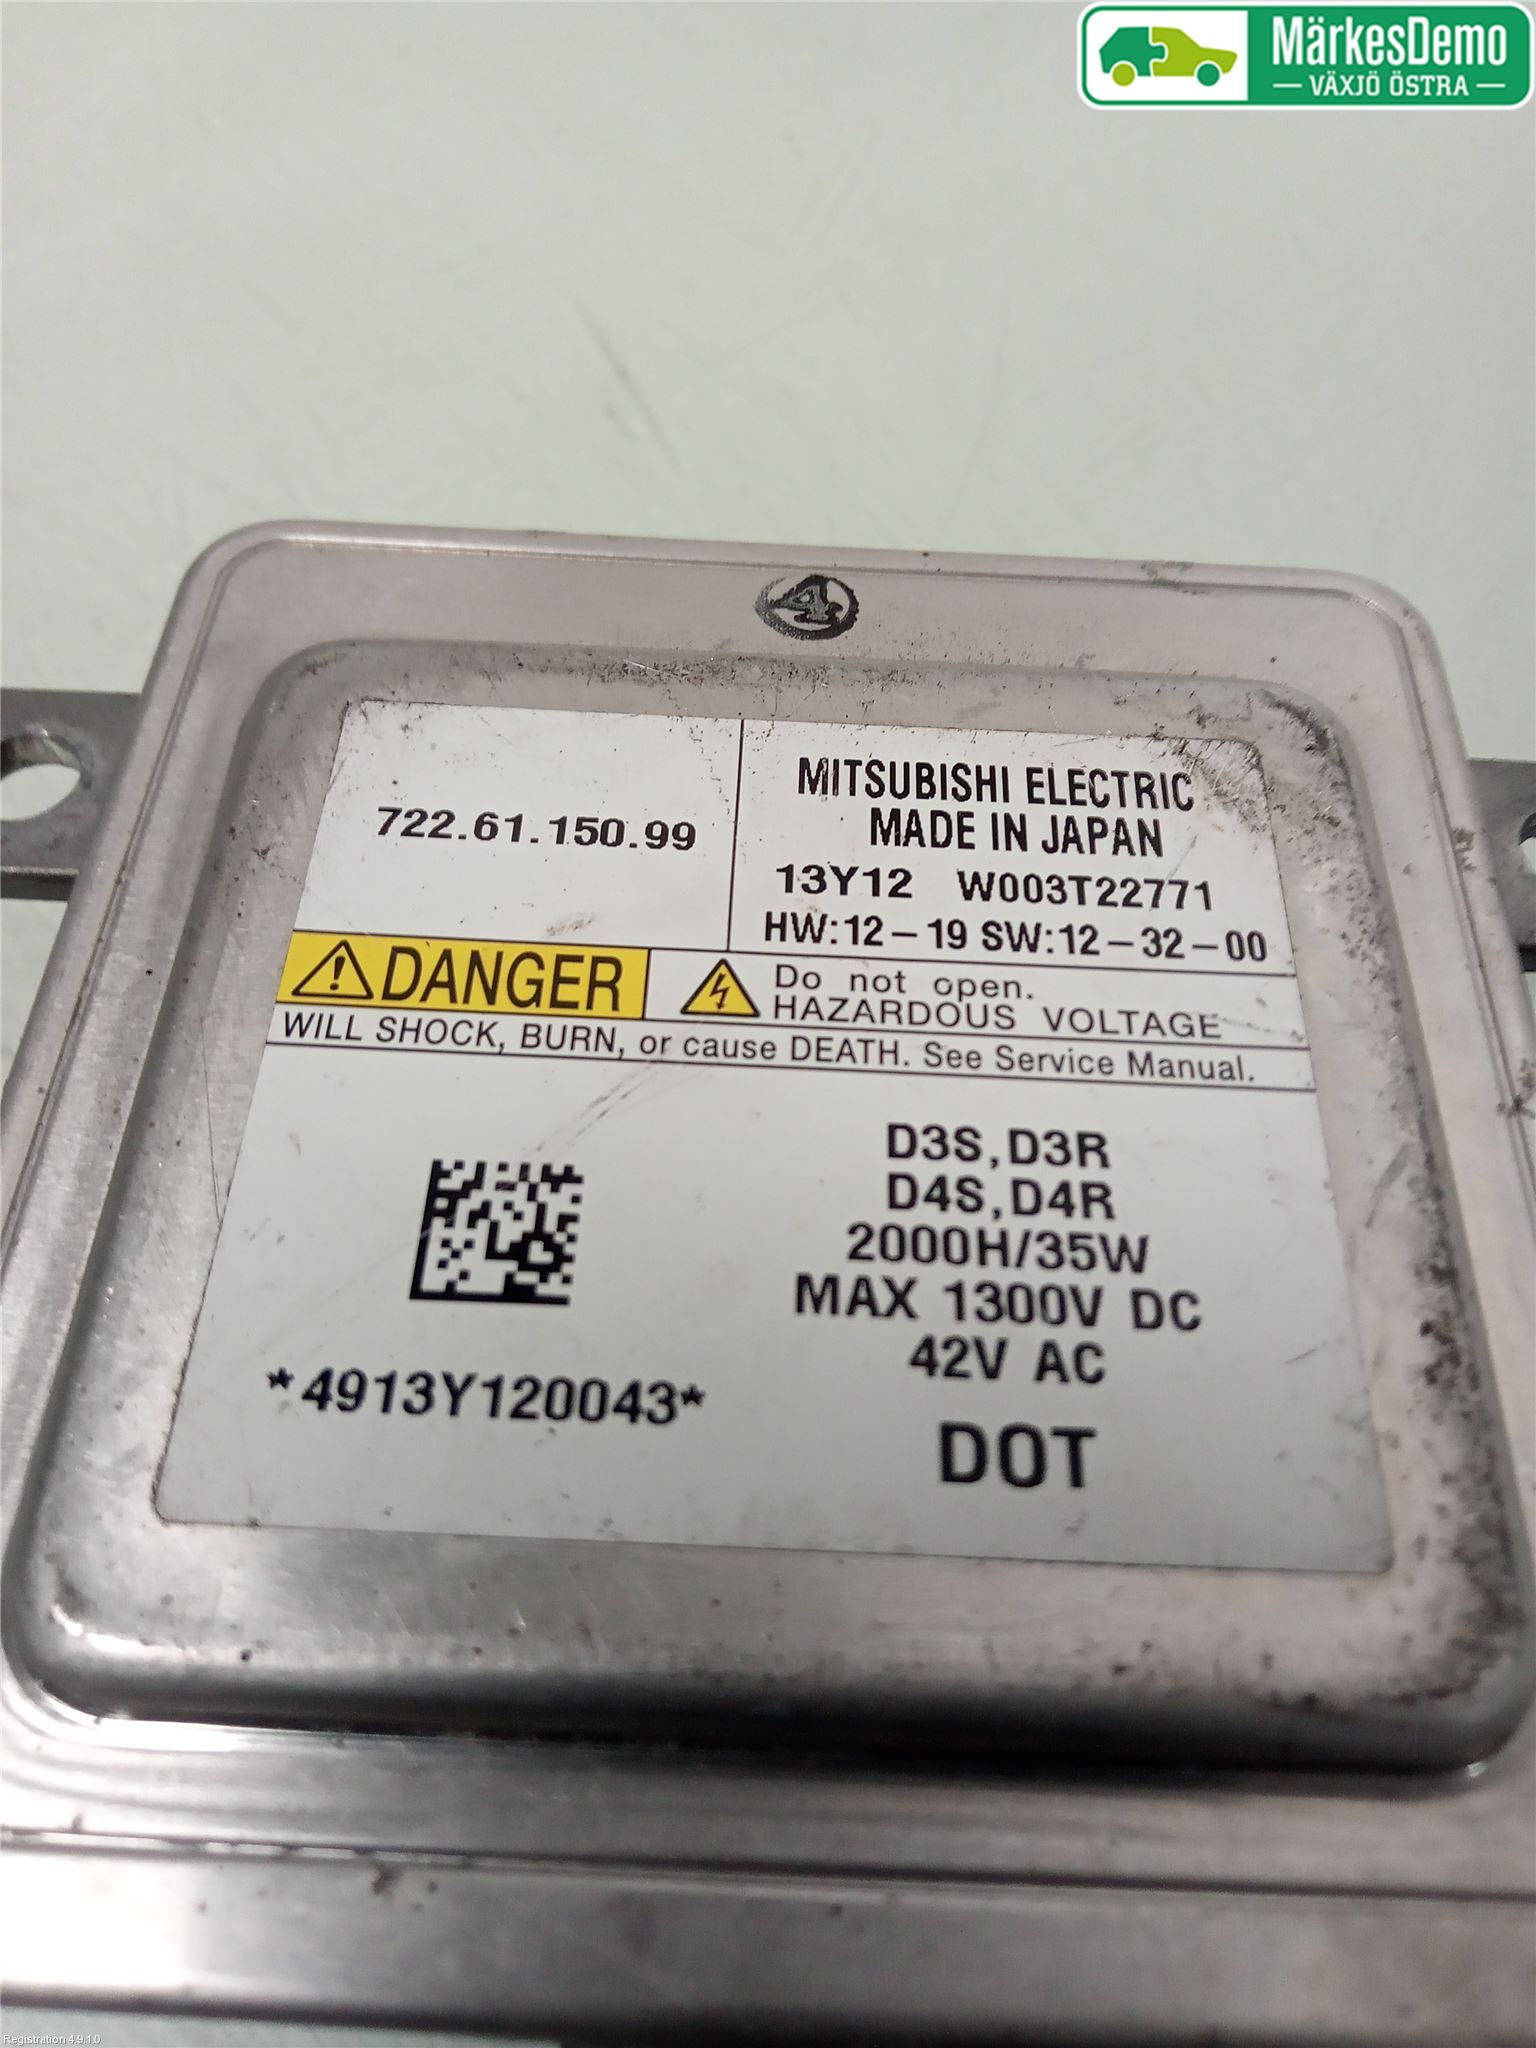 MärkesDemo
VÄXJÖ ÖSTRA
722.61.150.99
MITSUBISHI ELECTRIC
MADE IN JAPAN
13Y12 W003T22771
HW:12-19 SW:12-32-00
DANGER
Do not open.
HAZARDOUS VOLTAGE
WILL SHOCK, BURN, or cause DEATH. See Service Manual.
D3S,D3R
D4S,D4R
2000H/35W
MAX 1300V DC
42V AC
*4913Y120043*
DOT
Registration 4.9.1.0